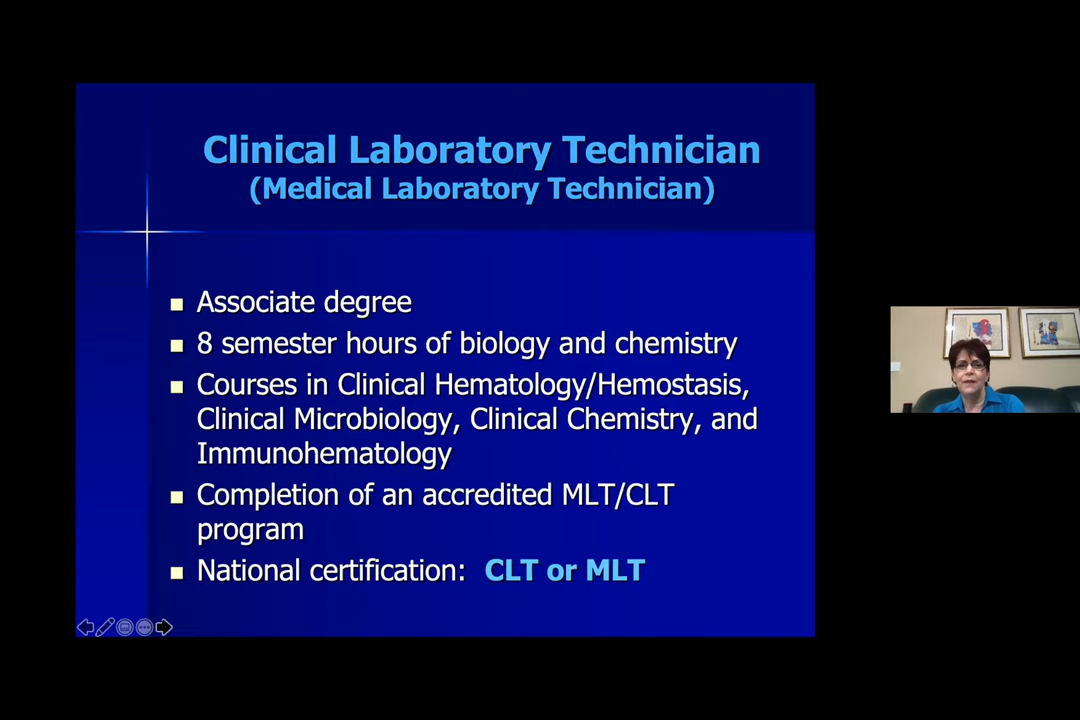 Clinical Laboratory Technician
(Medical Laboratory Technician)
Associate degree
8 semester hours of biology and chemistry
Courses in Clinical Hematology/Hemostasis,
Clinical Microbiology, Clinical Chemistry, and
Immunohematology
Completion of an accredited MLT/CLT
program
National certification: CLT or MLT